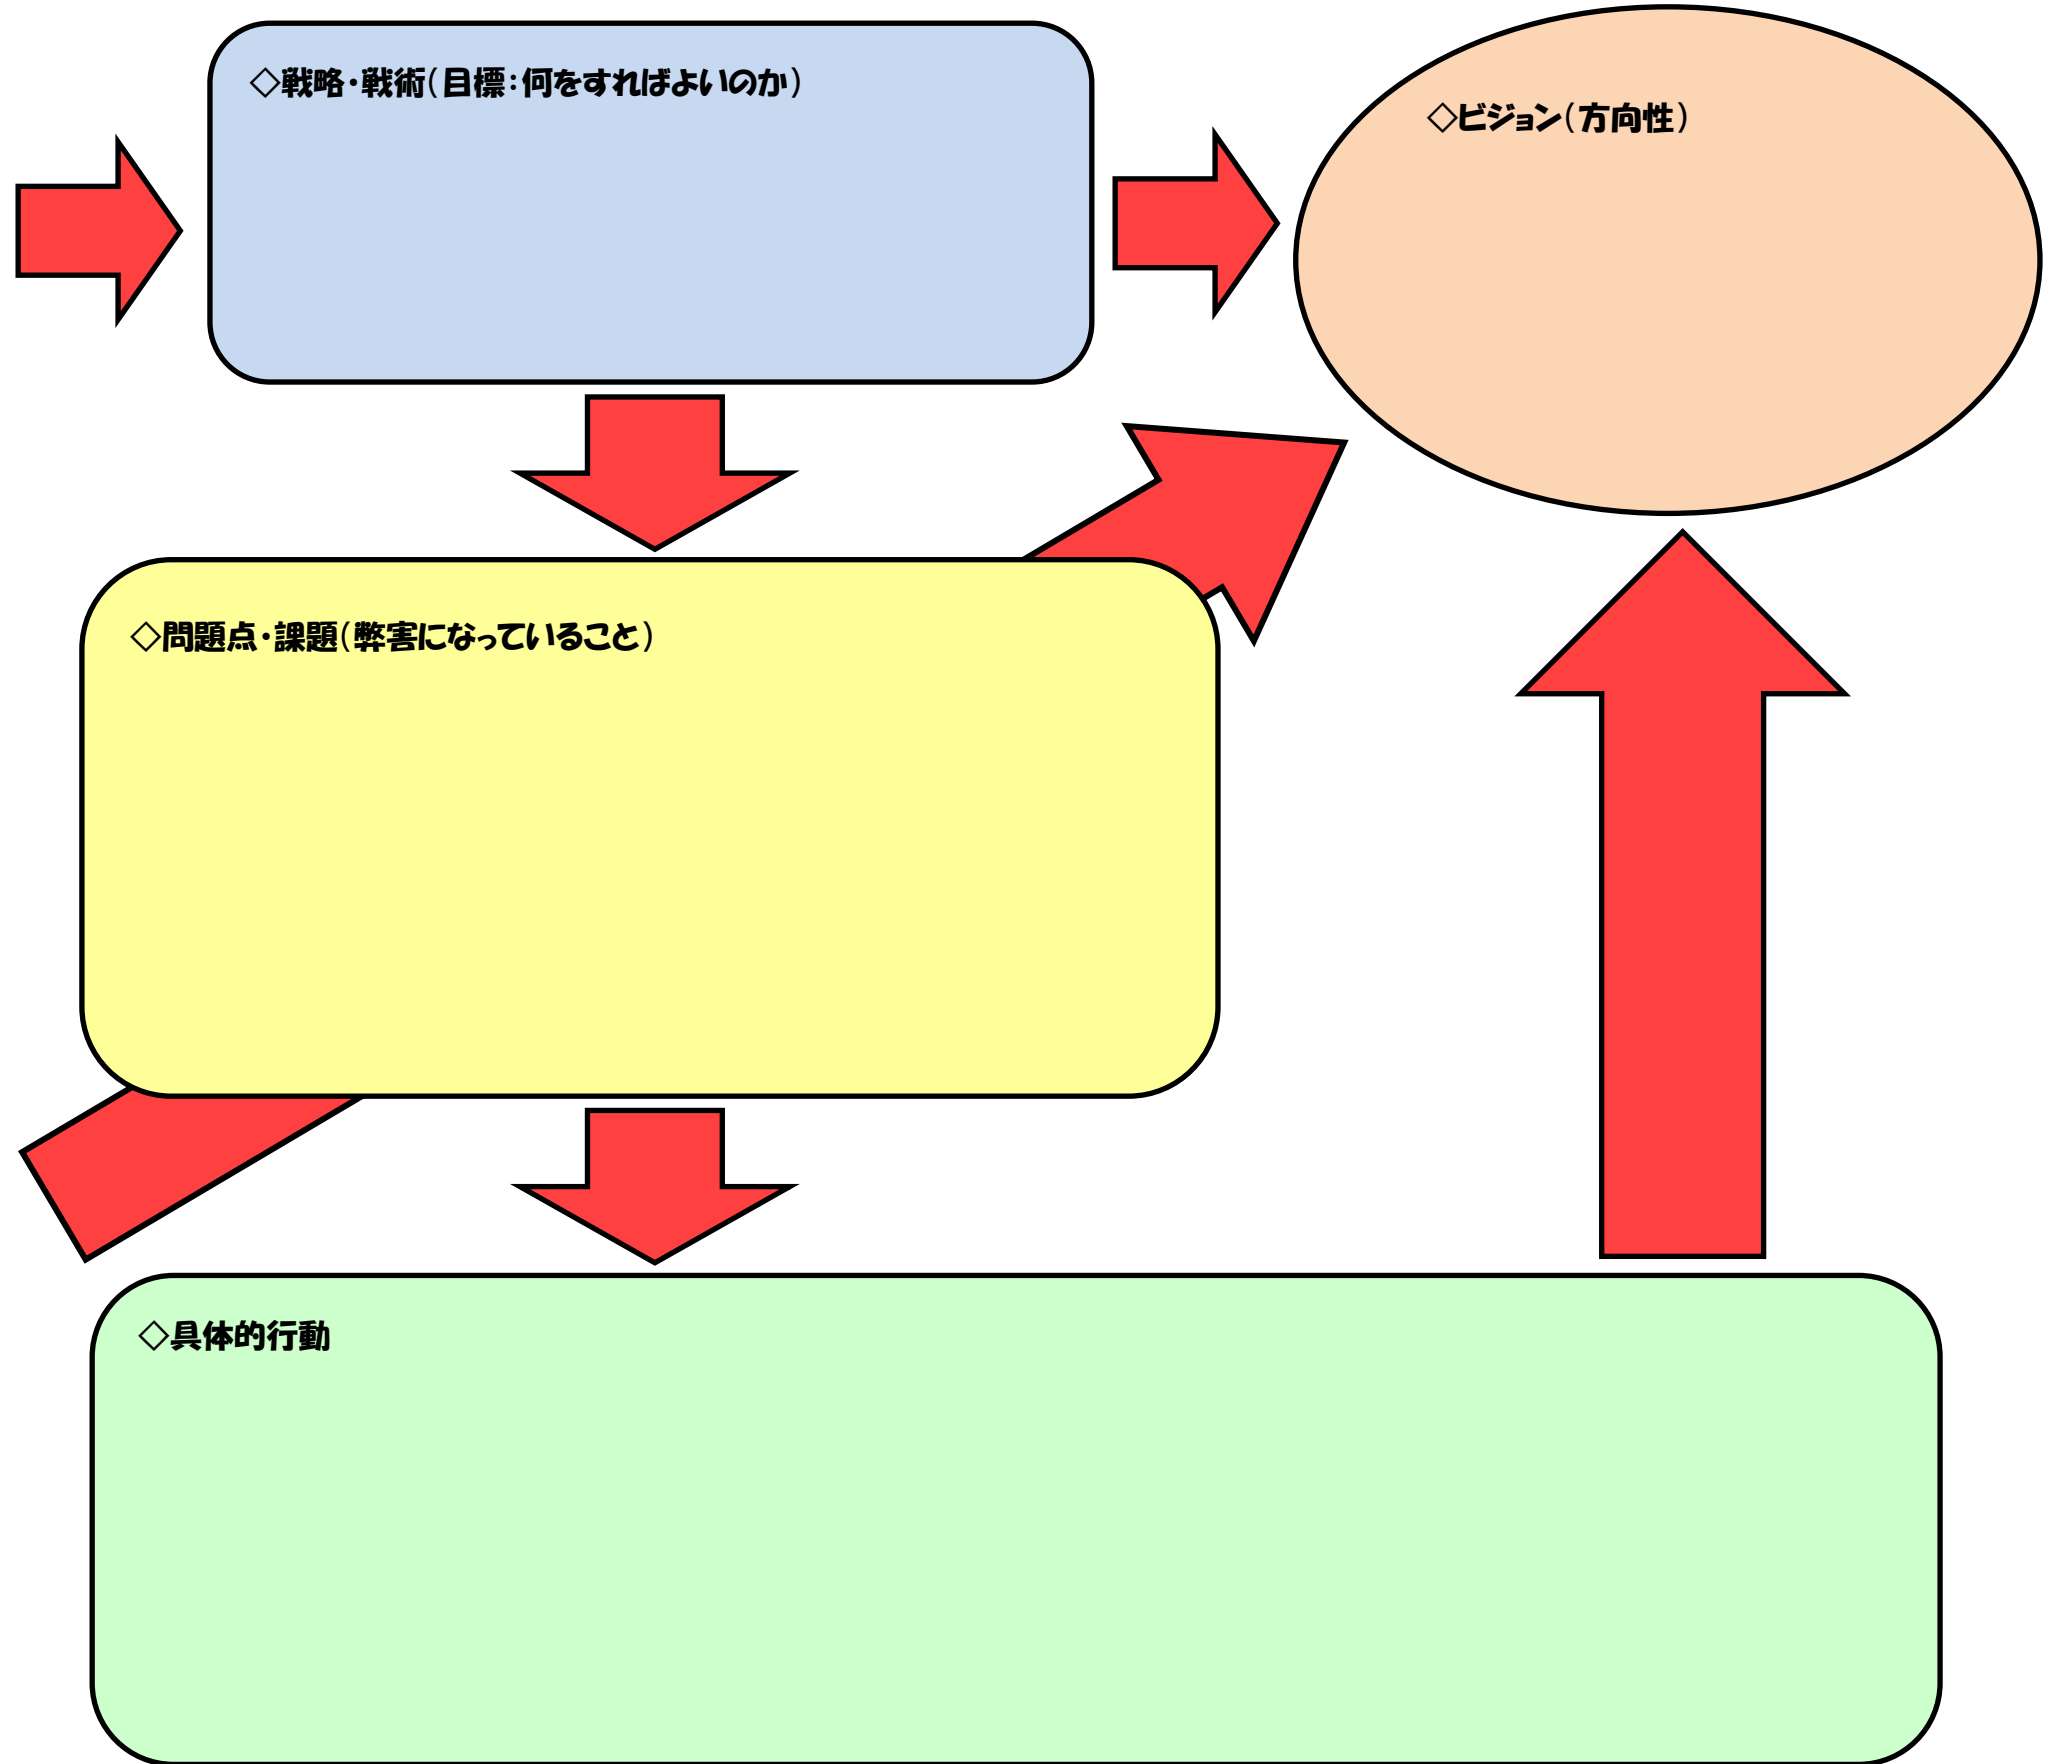 ◇戦略・戦術(目標:何をすればよいのか)
◇ビジョン(方向性)
◇問題点・課題(弊害になっていること)
◇具体的行動